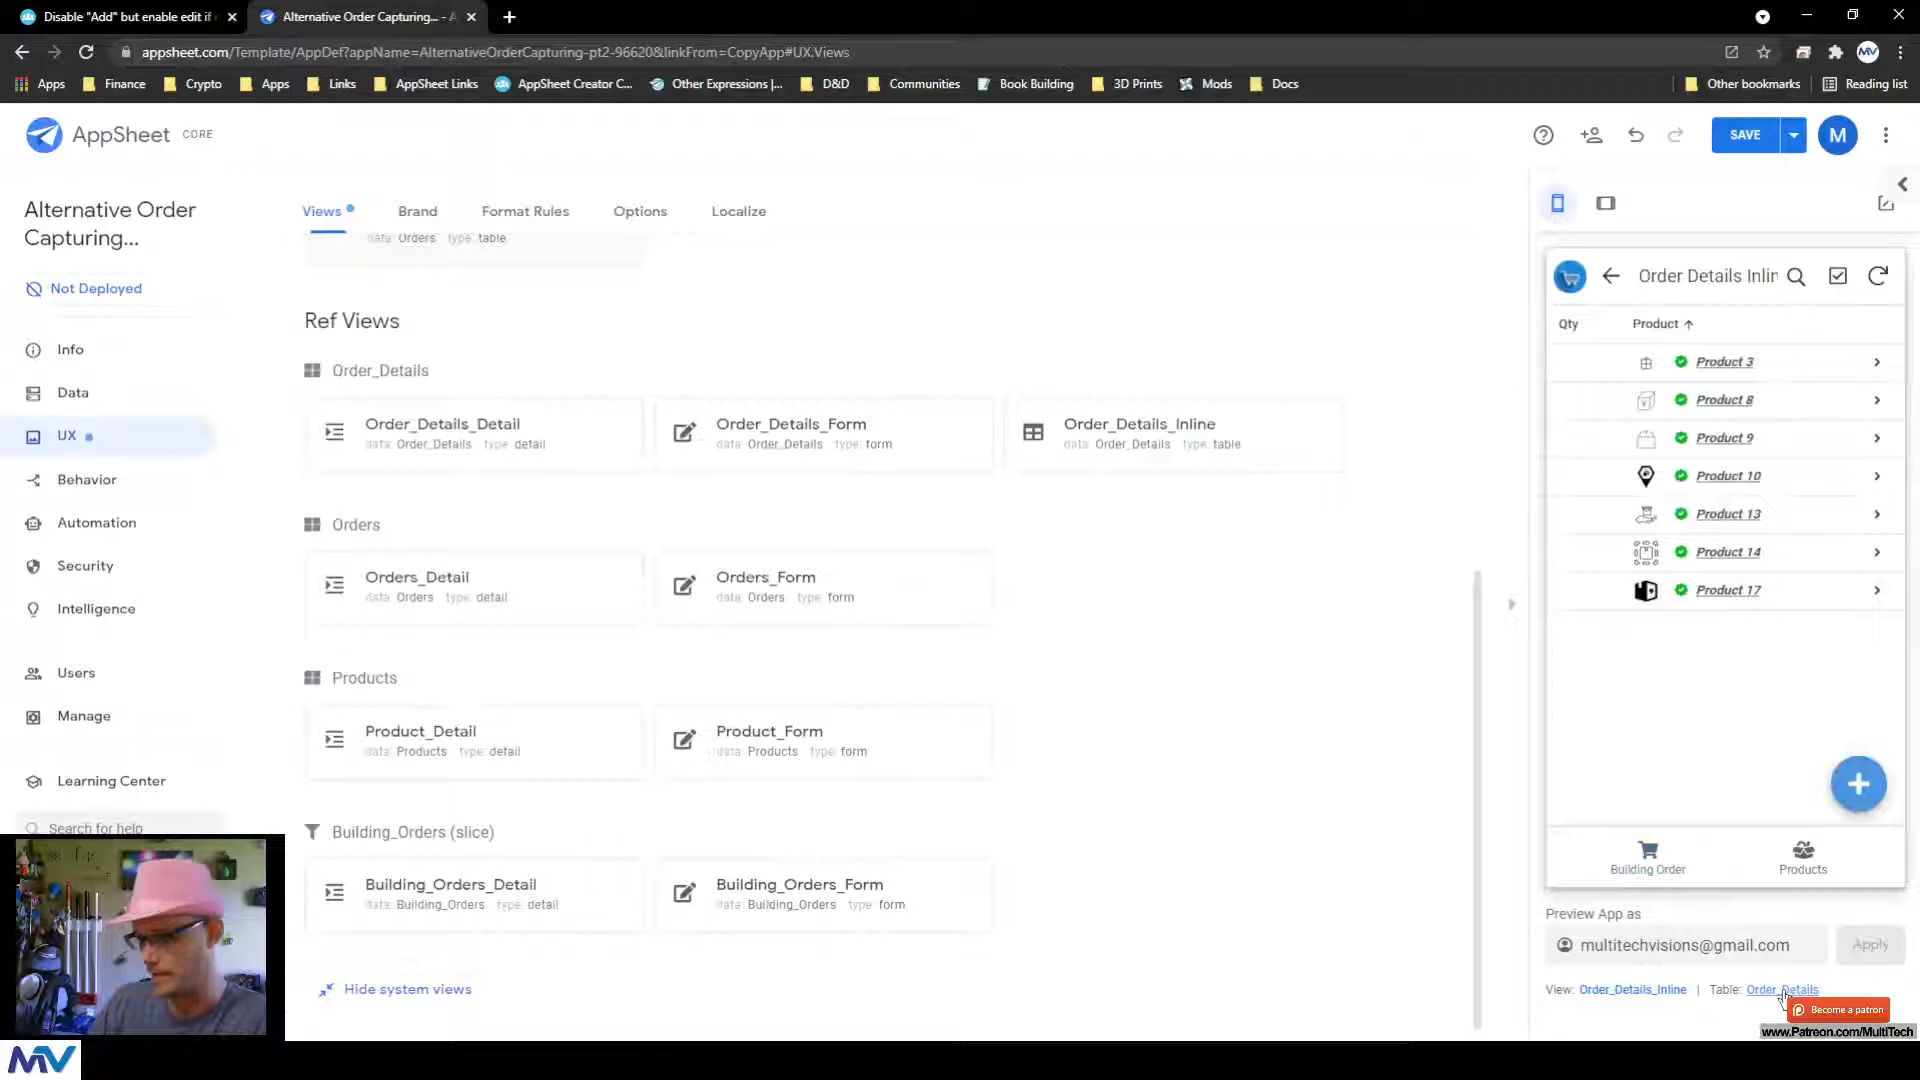 Disable "Add" but enable edit if
Alternative Order Capturing... - A
appsheet.com/Template/AppDef?appName=AlternativeOrderCapturing-pt2-96620&linkFrom=CopyApp#UX.Views
Apps Finance Crypto Apps Links AppSheet Links AppSheet Creator C... Other Expressions |... D&D Communities Book Building 3D Prints Mods Docs Other bookmarks Reading list
AppSheet CORE
SAVE M
Alternative Order
Capturing...
Not Deployed
Info
Data
UX
Behavior
Automation
Security
Intelligence
Users
Manage
Learning Center
Search for help
Views Brand Format Rules Options Localize
data: Orders type: table
Ref Views
Order_Details
Order_Details_Detail
data: Order_Details type: detail
Order_Details_Form
data: Order_Details type: form
Order_Details_Inline
data: Order_Details type: table
Orders
Orders_Detail
data: Orders type: detail
Orders_Form
data: Orders type: form
Products
Product_Detail
data: Products type: detail
Product_Form
data: Products type: form
Building_Orders (slice)
Building_Orders_Detail
data: Building_Orders type: detail
Building_Orders_Form
data: Building_Orders type: form
Hide system views
Order Details Inlin
Qty Product
Product 3
Product 8
Product 9
Product 10
Product 13
Product 14
Product 17
Building Order Products
Preview App as
multitechvisions@gmail.com Apply
View: Order_Details_Inline | Table: Order_Details
Become a patron
www.Patreon.com/MultiTech
MV